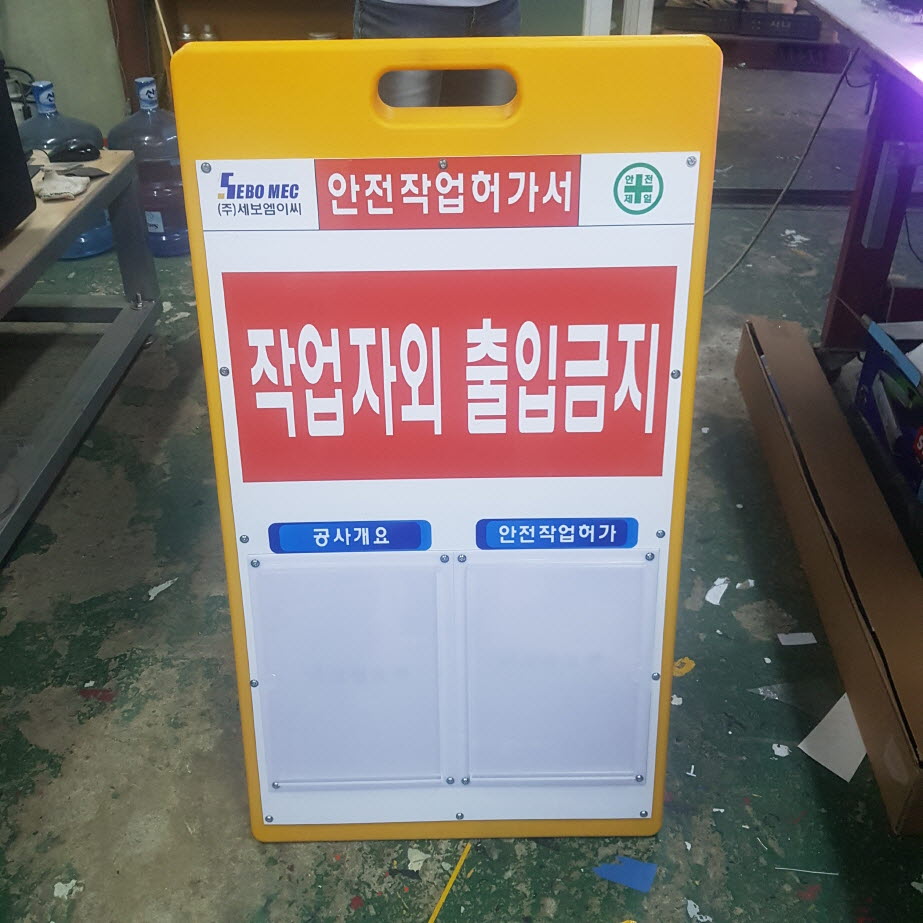 SEBO MEC
(주)세보엠이씨
안전작업허가서
안전
제일
작업자외 출입금지
공사개요
안전작업허가